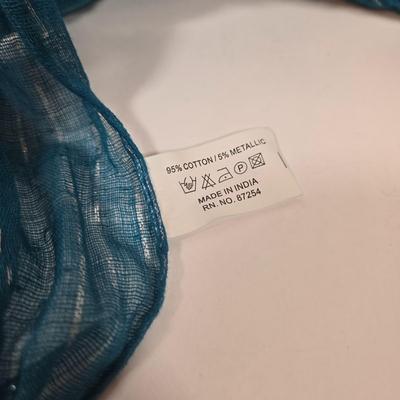 95% COTTON / 5% METALLIC
P
MADE IN INDIA
RN. NO. 87254